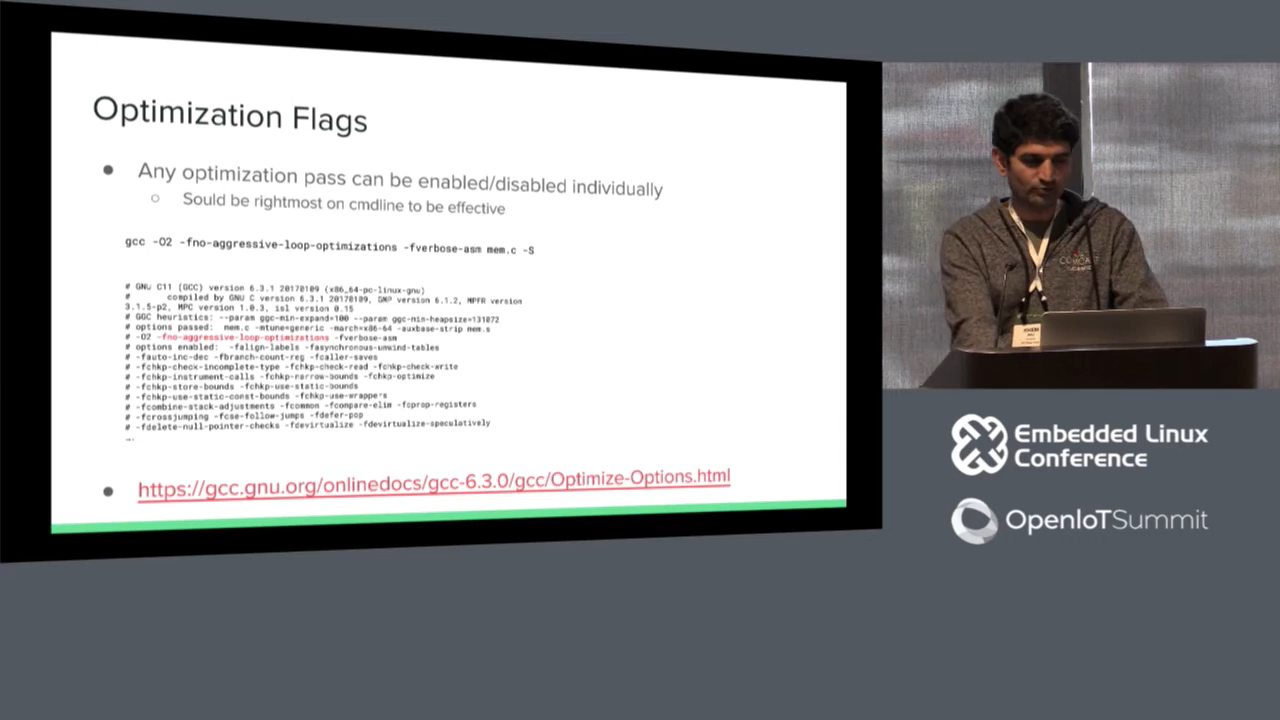 Optimization Flags
● Any optimization pass can be enabled/disabled individually
○ Sould be rightmost on cmdline to be effective
gcc -O2 -fno-aggressive-loop-optimizations -fverbose-asm mem.c -S
# GNU C11 (GCC) version 6.3.1 20170109 (x86_64-pc-linux-gnu)
# compiled by GNU C version 6.3.1 20170109, GMP version 6.1.2, MPFR version
3.1.5-p2, MPC version 1.0.3, isl version 0.15
# GGC heuristics: --param ggc-min-expand=100 --param ggc-min-heapsize=131072
# options passed: mem.c -mtune=generic -march=x86-64 -auxbase-strip mem.s
# -O2 -fno-aggressive-loop-optimizations -fverbose-asm
# options enabled: -falign-labels -fasynchronous-unwind-tables
# -fauto-inc-dec -fbranch-count-reg -fcaller-saves
# -fchkp-check-incomplete-type -fchkp-check-read -fchkp-check-write
# -fchkp-instrument-calls -fchkp-narrow-bounds -fchkp-optimize
# -fchkp-store-bounds -fchkp-use-static-bounds
# -fchkp-use-static-const-bounds -fchkp-use-wrappers
# -fcombine-stack-adjustments -fcommon -fcompare-elim -fcprop-registers
# -fcrossjumping -fcse-follow-jumps -fdefer-pop
# -fdelete-null-pointer-checks -fdevirtualize -fdevirtualize-speculatively
...
● https://gcc.gnu.org/onlinedocs/gcc-6.3.0/gcc/Optimize-Options.html
COMCAST
Embedded Linux
Conference
OpenIoTSummit